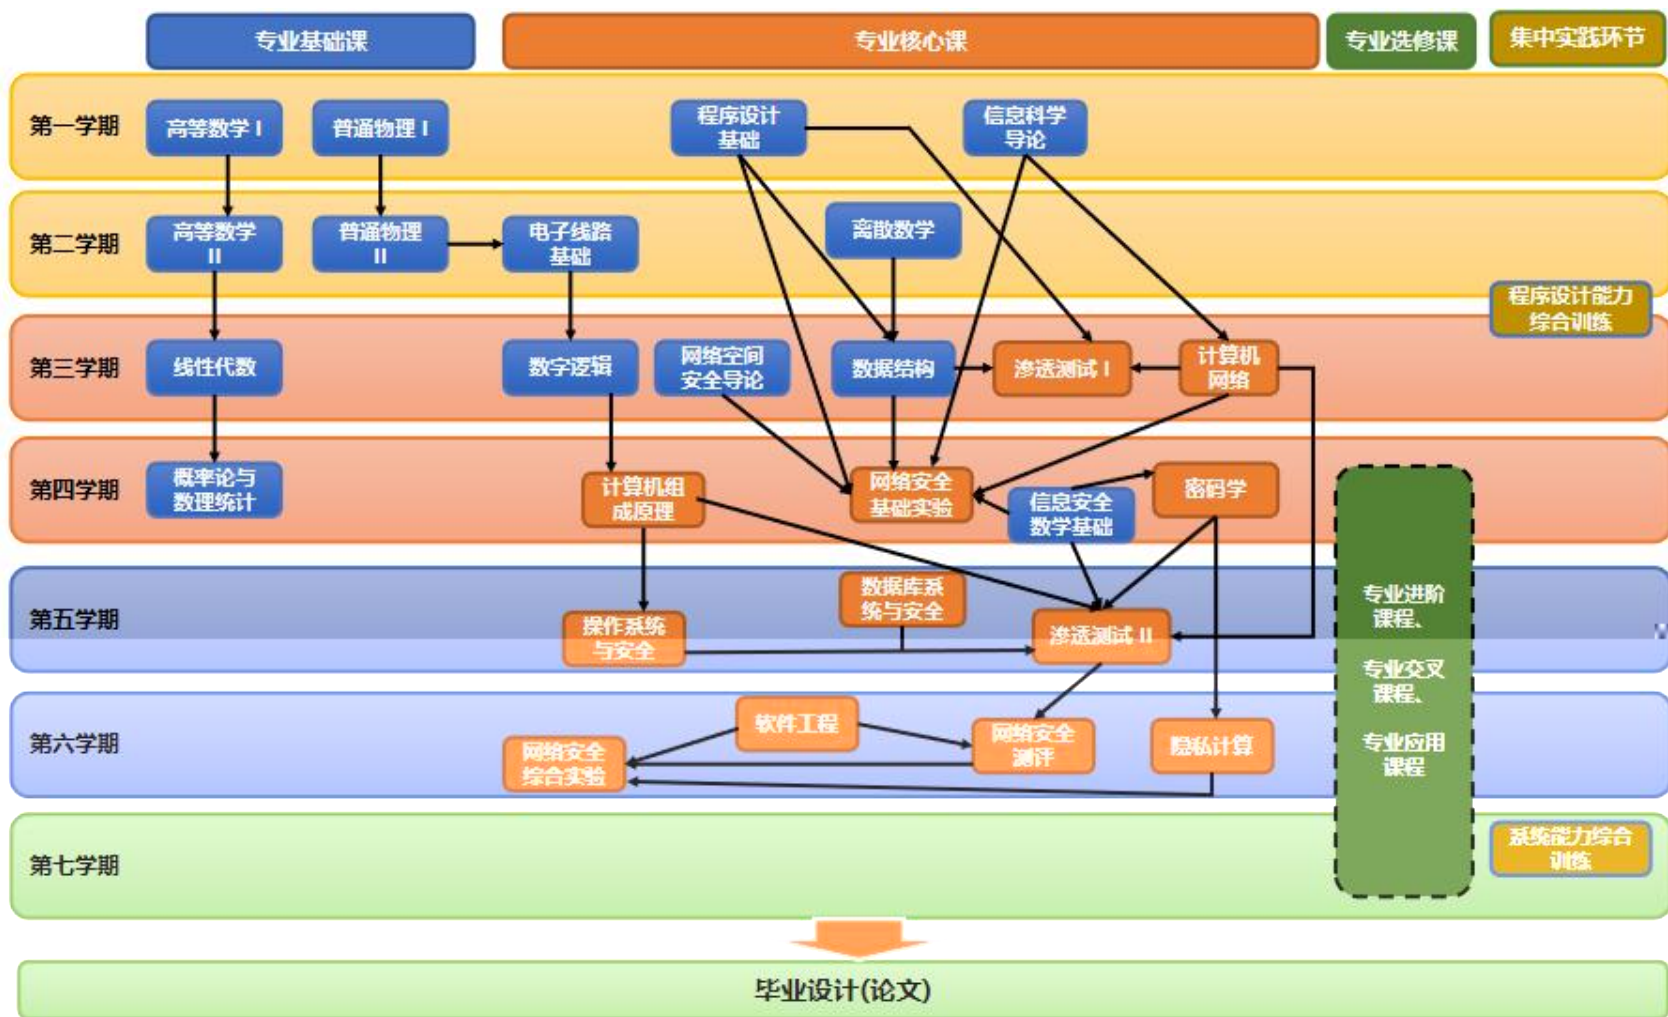 专业基础课
专业核心课
专业选修课
集中实践环节
第一学期
高等数学 I
普通物理 I
程序设计
基础
信息科学
导论
第二学期
高等数学
II
普通物理
II
电子线路
基础
离散数学
程序设计能力
综合训练
第三学期
线性代数
数字逻辑
网络空间
安全导论
数据结构
渗透测试 I
计算机
网络
第四学期
概率论与
数理统计
计算机组
成原理
网络安全
基础实验
信息安全
数学基础
密码学
第五学期
操作系统
与安全
数据库系
统与安全
渗透测试 II
专业进阶
课程、
专业交叉
课程、
专业应用
课程
第六学期
网络安全
综合实验
软件工程
网络安全
测评
隐私计算
第七学期
系统能力综合
训练
毕业设计(论文)